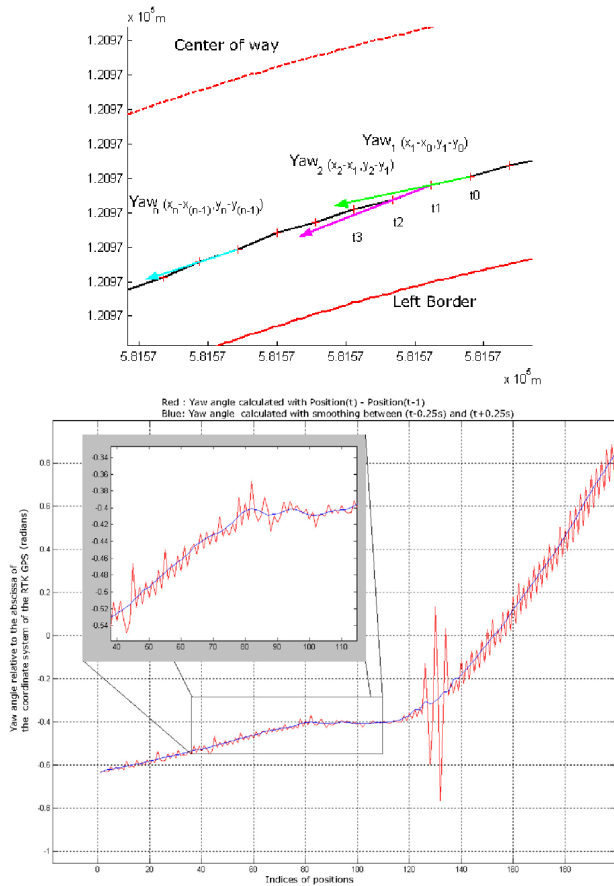 x 10⁵ m
1.2097
1.2097
1.2097
1.2097
1.2097
1.2097
1.2097
1.2097
1.2097
Center of way
Yaw₁ (x₁-x₀,y₁-y₀)
Yaw₂ (x₂-x₁,y₂-y₁)
Yawₙ (xₙ-x₍ₙ₋₁₎,yₙ-y₍ₙ₋₁₎)
t0
t1
t2
t3
Left Border
5.8157 5.8157 5.8157 5.8157 5.8157 5.8157
x 10⁵ m
Red : Yaw angle calculated with Position(t) - Position(t-1)
Blue: Yaw angle calculated with smoothing between (t-0.25s) and (t+0.25s)
Yaw angle relative to the abscissa of
the coordinate system of the RTK GPS (radians)
0.8
0.6
0.4
0.2
0
-0.2
-0.4
-0.6
-0.8
-1
-0.34
-0.36
-0.38
-0.4
-0.42
-0.44
-0.46
-0.48
-0.5
-0.52
-0.54
40 50 60 70 80 90 100 110
0 20 40 60 80 100 120 140 160 180
Indices of positions